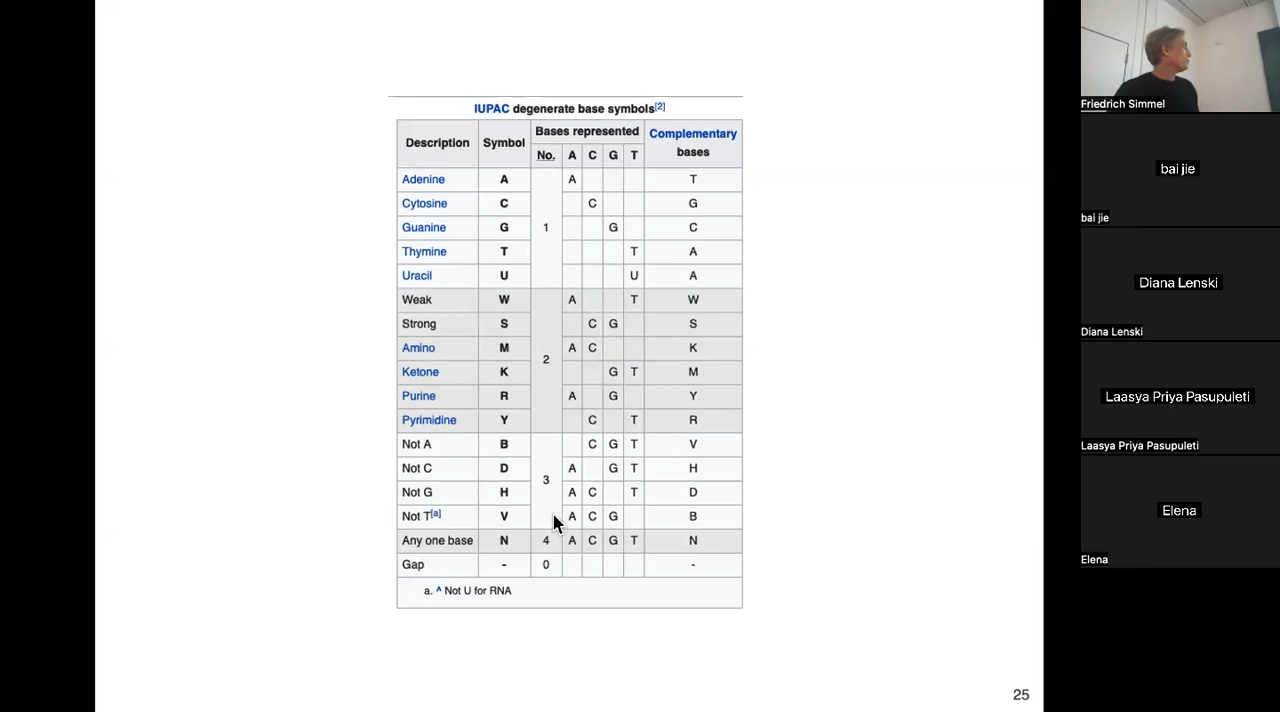 IUPAC degenerate base symbols[2]
Description Symbol Bases represented Complementary bases
No. A C G T
Adenine A 1 A T
Cytosine C C G
Guanine G G C
Thymine T T A
Uracil U U A
Weak W 2 A T W
Strong S C G S
Amino M A C K
Ketone K G T M
Purine R A G Y
Pyrimidine Y C T R
Not A B 3 C G T V
Not C D A G T H
Not G H A C T D
Not T[a] V A C G B
Any one base N 4 A C G T N
Gap - 0 -
a. ^ Not U for RNA
25
Friedrich Simmel
bai jie
bai jie
Diana Lenski
Diana Lenski
Laasya Priya Pasupuleti
Laasya Priya Pasupuleti
Elena
Elena